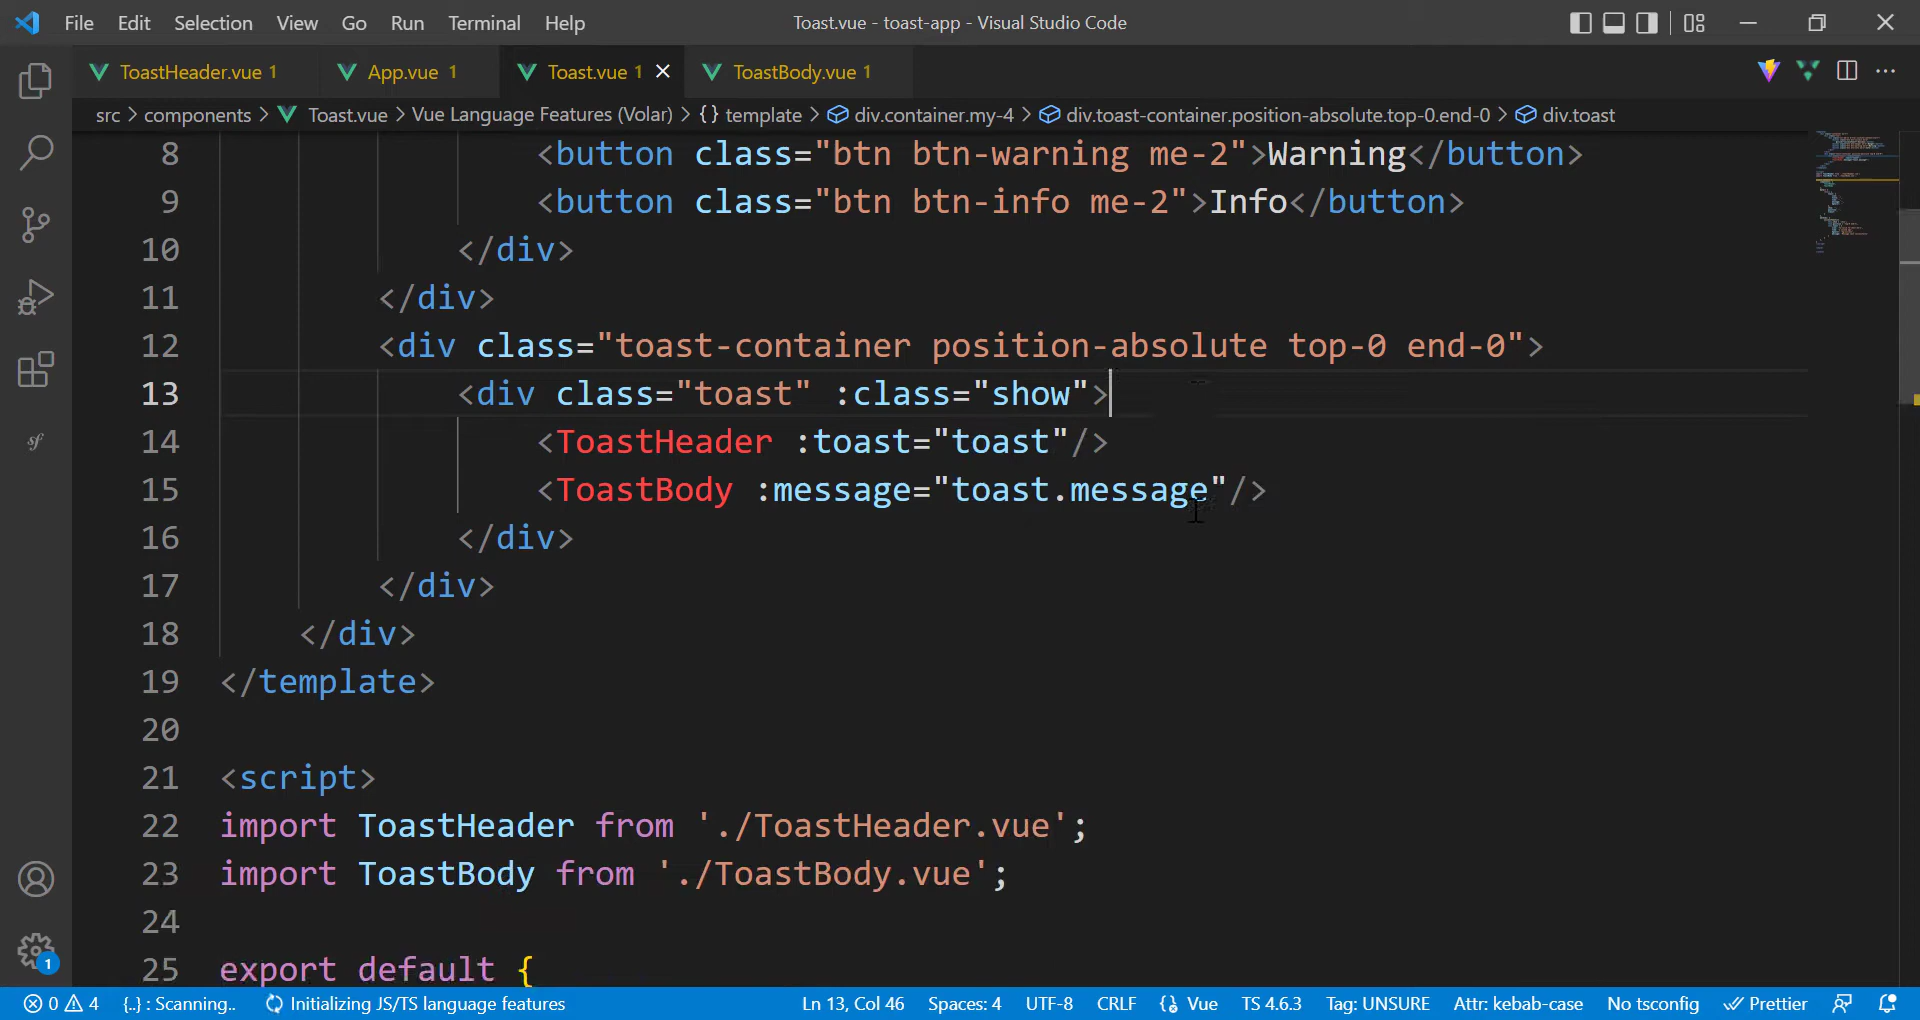 File Edit Selection View Go Run Terminal Help Toast.vue - toast-app - Visual Studio Code
ToastHeader.vue 1 App.vue 1 Toast.vue 1 ToastBody.vue 1
src > components > Toast.vue > Vue Language Features (Volar) > {} template > div.container.my-4 > div.toast-container.position-absolute.top-0.end-0 > div.toast
8 <button class="btn btn-warning me-2">Warning</button>
9 <button class="btn btn-info me-2">Info</button>
10 </div>
11 </div>
12 <div class="toast-container position-absolute top-0 end-0">
13 <div class="toast" :class="show">
14 <ToastHeader :toast="toast"/>
15 <ToastBody :message="toast.message"/>
16 </div>
17 </div>
18 </div>
19 </template>
20
21 <script>
22 import ToastHeader from './ToastHeader.vue';
23 import ToastBody from './ToastBody.vue';
24
25 export default {
sf
1
0 4 {..} : Scanning.. Initializing JS/TS language features Ln 13, Col 46 Spaces: 4 UTF-8 CRLF {} Vue TS 4.6.3 Tag: UNSURE Attr: kebab-case No tsconfig Prettier